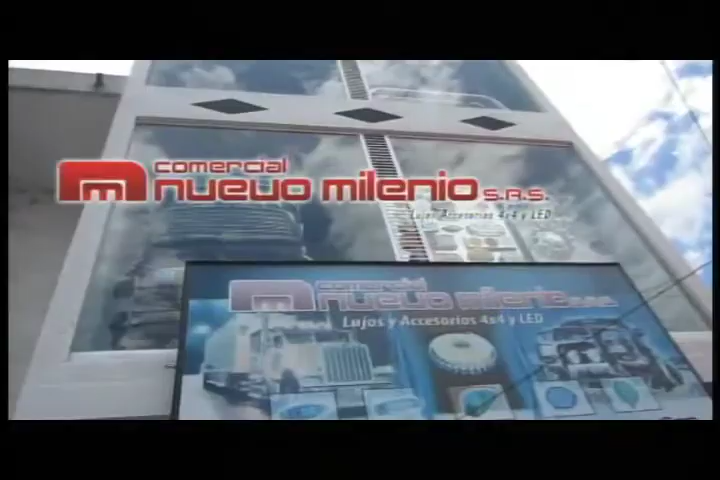 comercial
nuevo milenio S.A.S.
Lujos Accesorios 4x4 y LED
comercial
nuevo milenio s.a.s.
Lujos y Accesorios 4x4 y LED